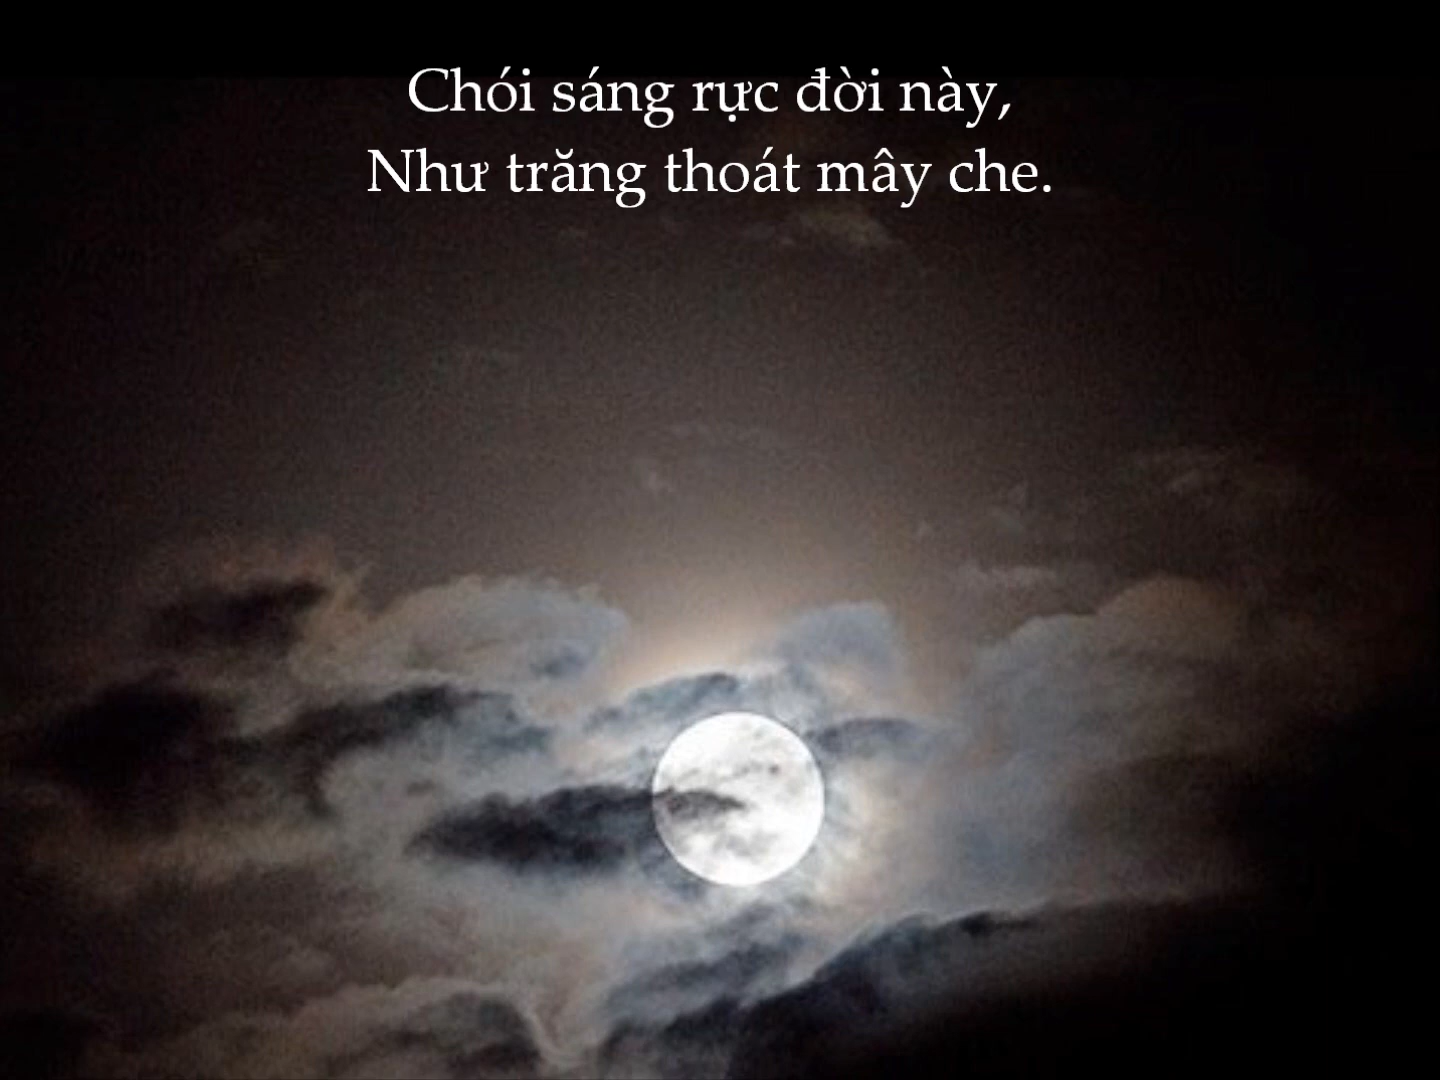 Chói sáng rực đời này,
Như trăng thoát mây che.